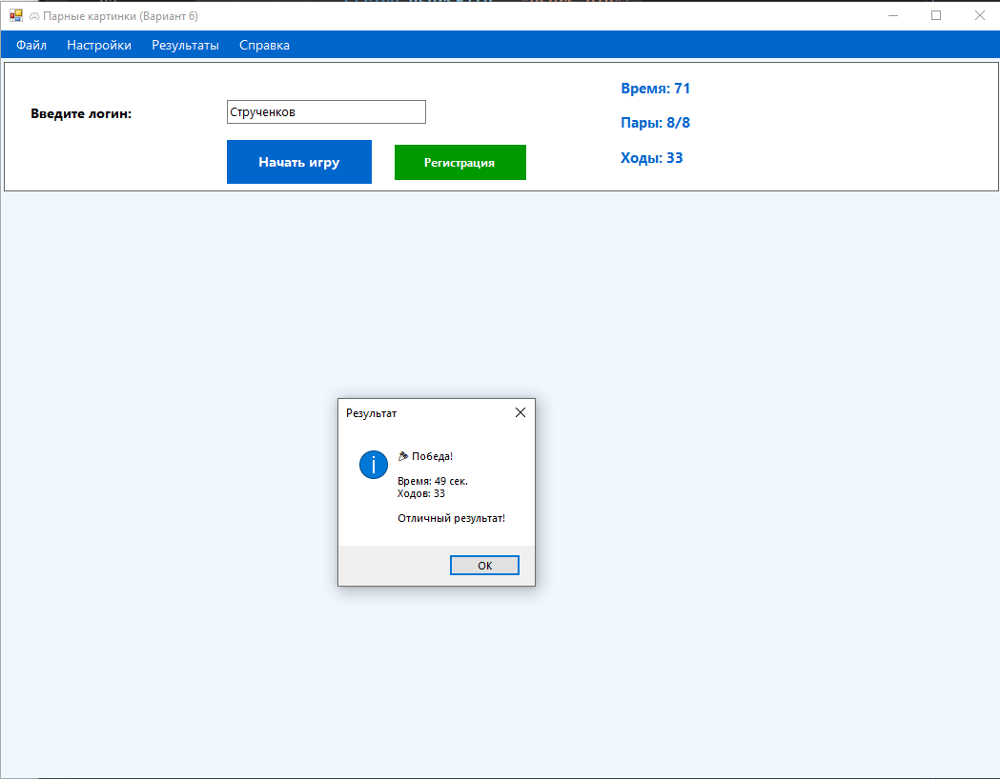 Парные картинки (Вариант 6)
Файл Настройки Результаты Справка
Введите логин:
Струченков
Начать игру
Регистрация
Время: 71
Пары: 8/8
Ходы: 33
Результат
Победа!
Время: 49 сек.
Ходов: 33
Отличный результат!
OK